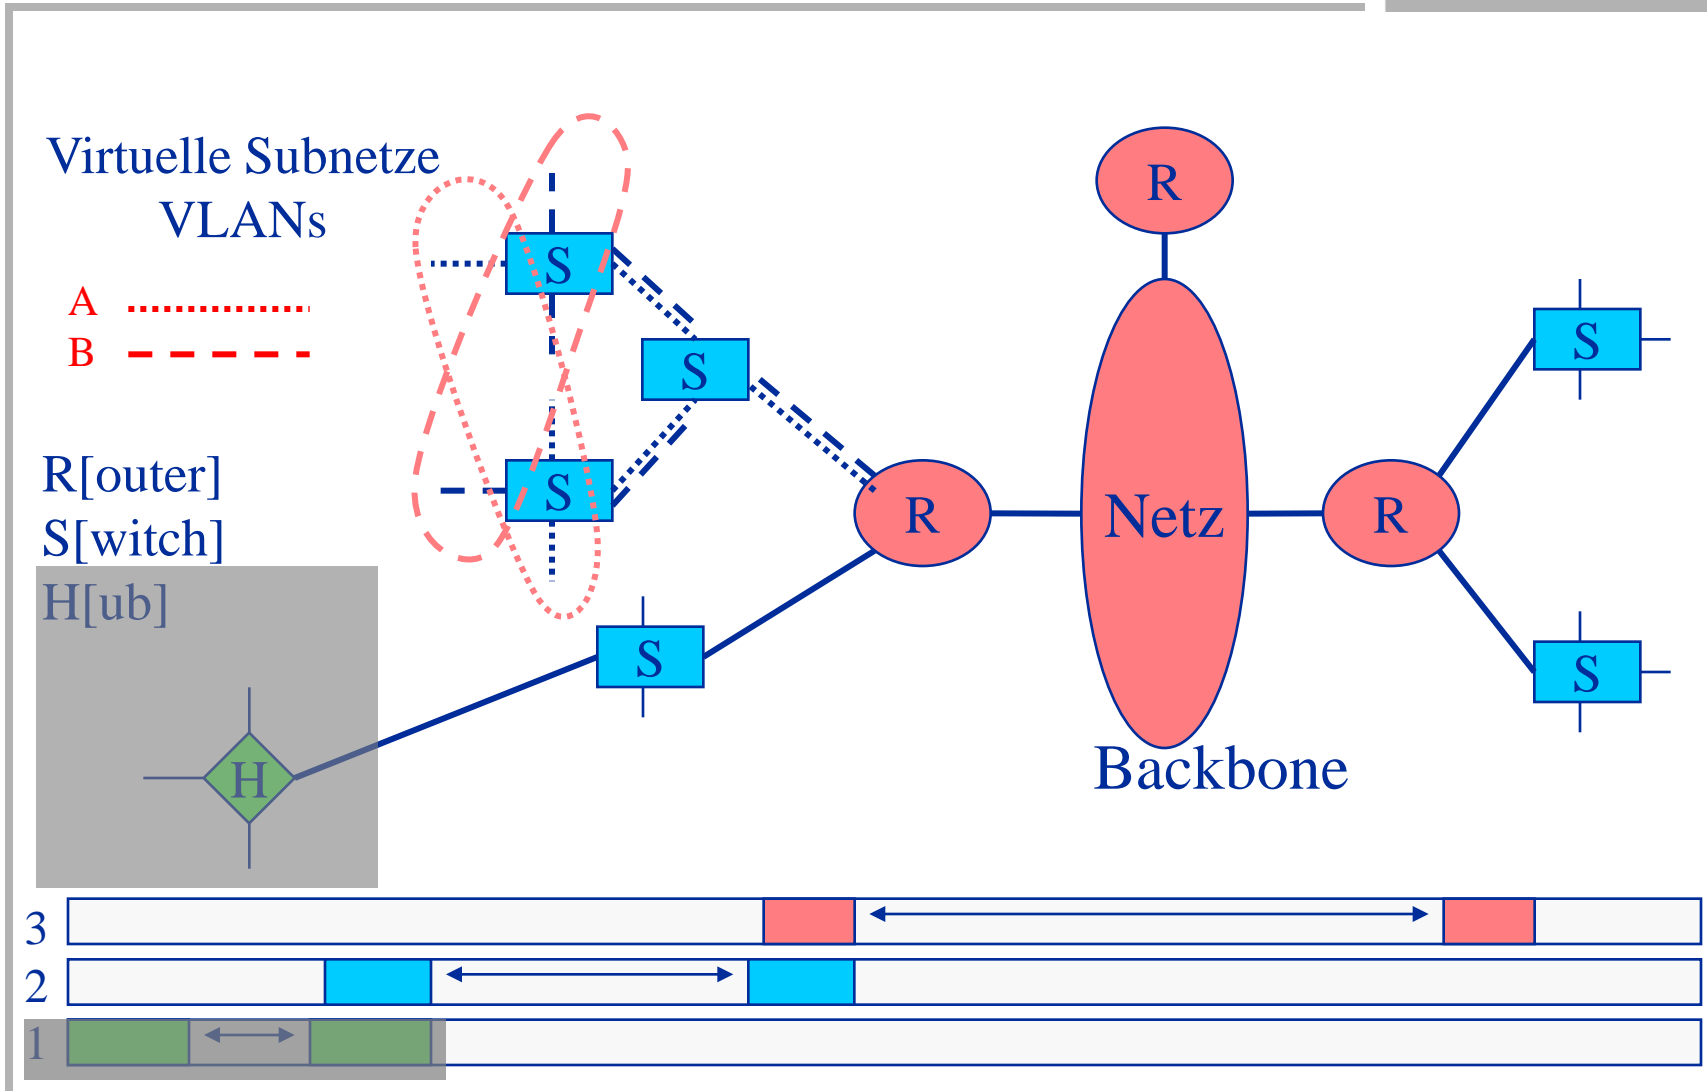 Virtuelle Subnetze
VLANs
A
B
R[outer]
S[witch]
H[ub]
S
S
S
S
H
R
R
Netz
R
S
S
Backbone
3
2
1